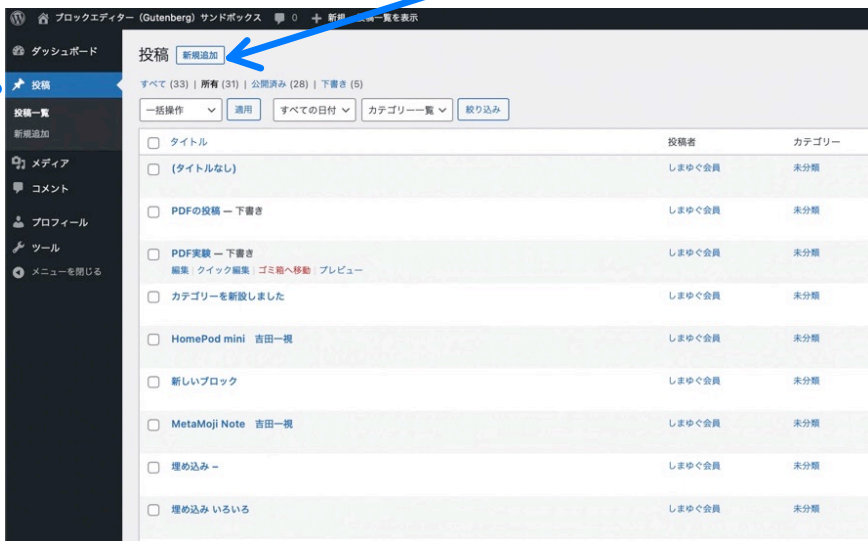 ブロックエディター (Gutenberg) サンドボックス 0 + 新規 投稿一覧を表示
ダッシュボード
投稿
投稿一覧
新規追加
メディア
コメント
プロフィール
ツール
メニューを閉じる
投稿 新規追加
すべて (33) | 所有 (31) | 公開済み (28) | 下書き (5)
一括操作 適用 すべての日付 カテゴリー一覧 絞り込み
タイトル 投稿者 カテゴリー
(タイトルなし) しまゆぐ会員 未分類
PDFの投稿 — 下書き しまゆぐ会員 未分類
PDF実験 — 下書き しまゆぐ会員 未分類
編集 | クイック編集 | ゴミ箱へ移動 | プレビュー
カテゴリーを新設しました しまゆぐ会員 未分類
HomePod mini 吉田一視 しまゆぐ会員 未分類
新しいブロック しまゆぐ会員 未分類
MetaMoji Note 吉田一視 しまゆぐ会員 未分類
埋め込み – しまゆぐ会員 未分類
埋め込み いろいろ しまゆぐ会員 未分類